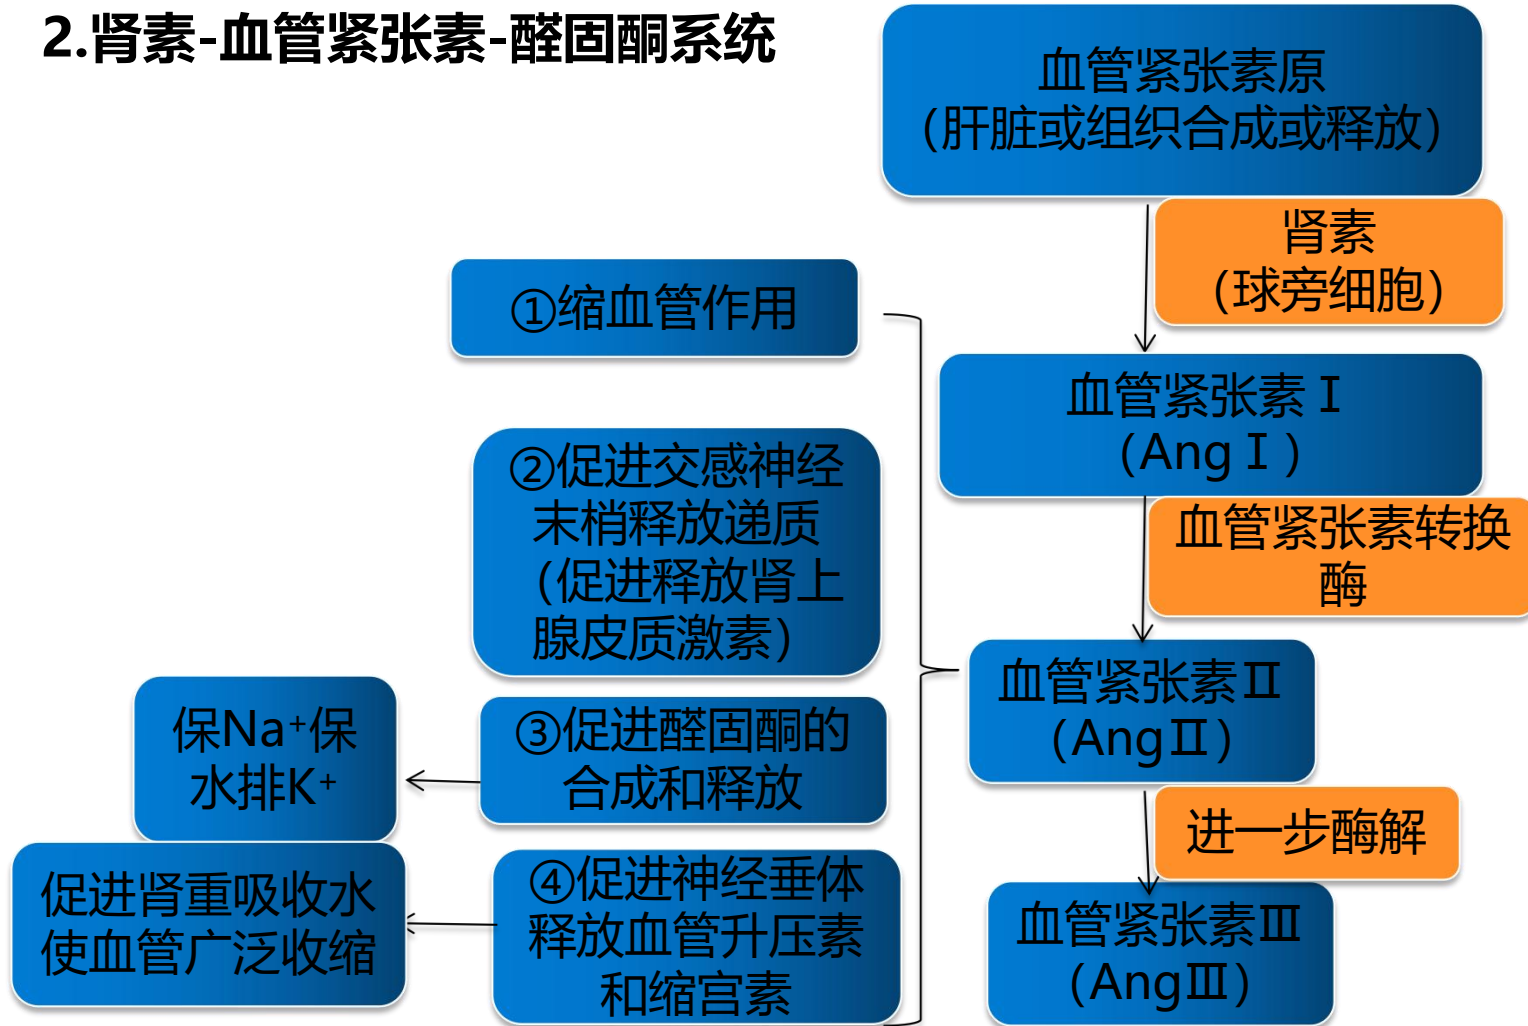 2.肾素-血管紧张素-醛固酮系统
血管紧张素原
（肝脏或组织合成或释放）
肾素
（球旁细胞）
血管紧张素Ⅰ
（AngⅠ）
血管紧张素转换
酶
血管紧张素Ⅱ
（AngⅡ）
进一步酶解
血管紧张素Ⅲ
（AngⅢ）
①缩血管作用
②促进交感神经
末梢释放递质
（促进释放肾上
腺皮质激素）
③促进醛固酮的
合成和释放
保Na⁺保
水排K⁺
④促进神经垂体
释放血管升压素
和缩宫素
促进肾重吸收水
使血管广泛收缩